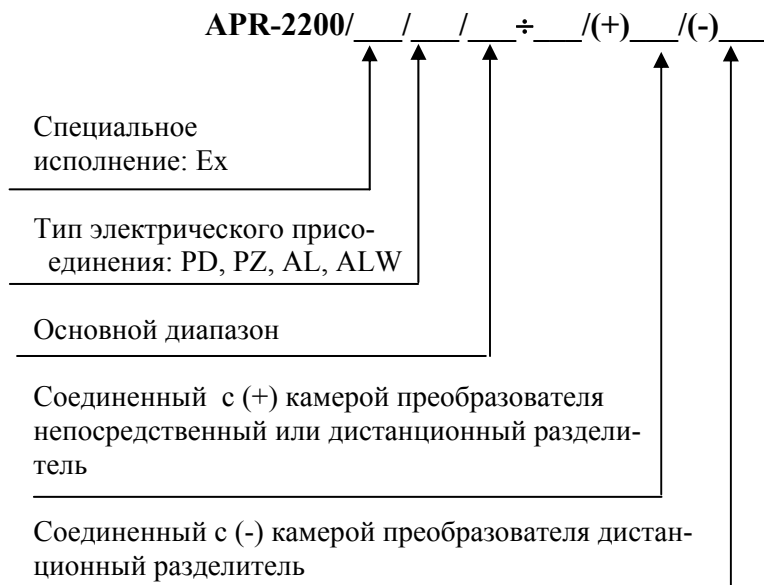 APR-2200/___/___/___÷___/(+)___/(-)___
Специальное
исполнение: Ex
Тип электрического присо-
единения: PD, PZ, AL, ALW
Основной диапазон
Соединенный с (+) камерой преобразователя
непосредственный или дистанционный раздели-
тель
Соединенный с (-) камерой преобразователя дистан-
ционный разделитель